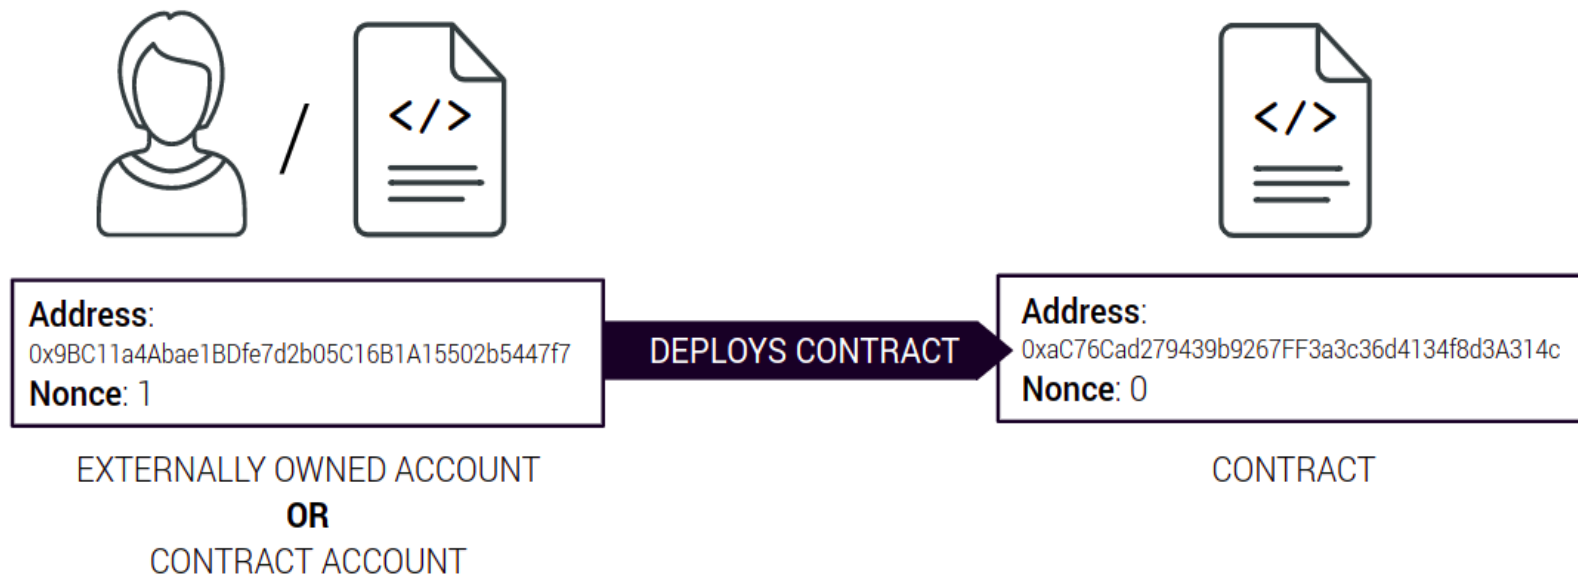 /
</>
</>
Address:
0x9BC11a4Abae1BDfe7d2b05C16B1A15502b5447f7
Nonce: 1
DEPLOYS CONTRACT
Address:
0xaC76Cad279439b9267FF3a3c36d4134f8d3A314c
Nonce: 0
EXTERNALLY OWNED ACCOUNT
OR
CONTRACT ACCOUNT
CONTRACT